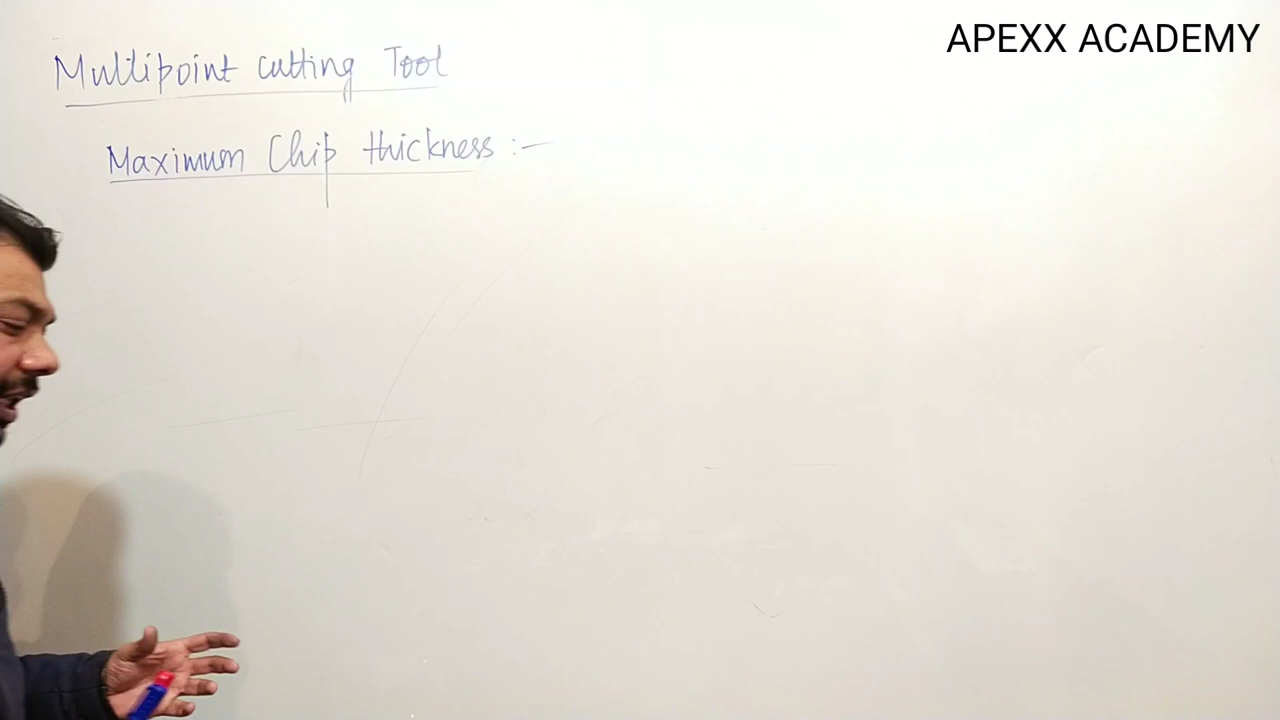 APEXX ACADEMY
Multipoint cutting Tool
Maximum Chip thickness :-